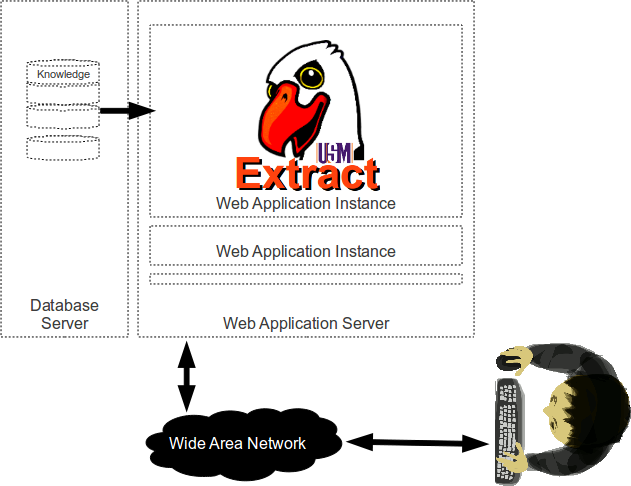 Knowledge
USM
Extract
Web Application Instance
Web Application Instance
Database
Server
Web Application Server
Wide Area Network